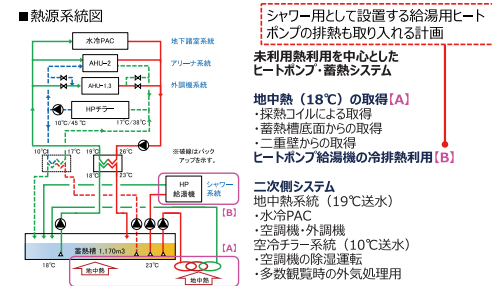 ■熱源系統図
水冷PAC
地下諸室系統
AHU-2
アリーナ系統
AHU-1,3
外調機系統
HPチラー
10℃/45 ℃
17℃/38℃
10℃
17℃
19℃
26℃
※破線はバック
アップを示す。
18℃
23℃
HP
給湯機
シャワー
系統
【B】
【A】
蓄熱槽 1,170m3
18℃
地中熱
23℃
地中熱
シャワー用として設置する給湯用ヒート
ポンプの排熱も取り入れる計画
未利用熱利用を中心とした
ヒートポンプ・蓄熱システム
地中熱(18℃)の取得【A】
・採熱コイルによる取得
・蓄熱槽底面からの取得
・二重壁からの取得
ヒートポンプ給湯機の冷排熱利用【B】
二次側システム
地中熱系統(19℃送水)
・水冷PAC
・空調機・外調機
空冷チラー系統(10℃送水)
・空調機の除湿運転
・多数観覧時の外気処理用